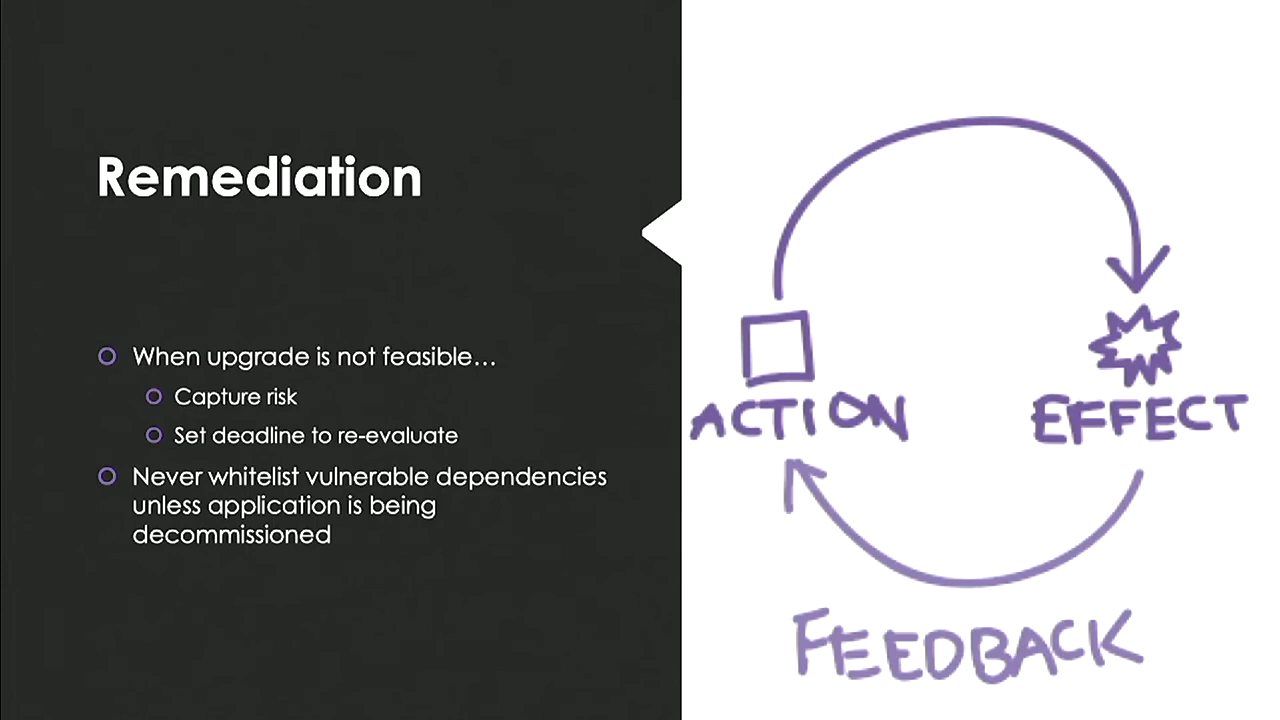 Remediation
When upgrade is not feasible…
Capture risk
Set deadline to re-evaluate
Never whitelist vulnerable dependencies
unless application is being
decommissioned
ACTION
EFFECT
FEEDBACK